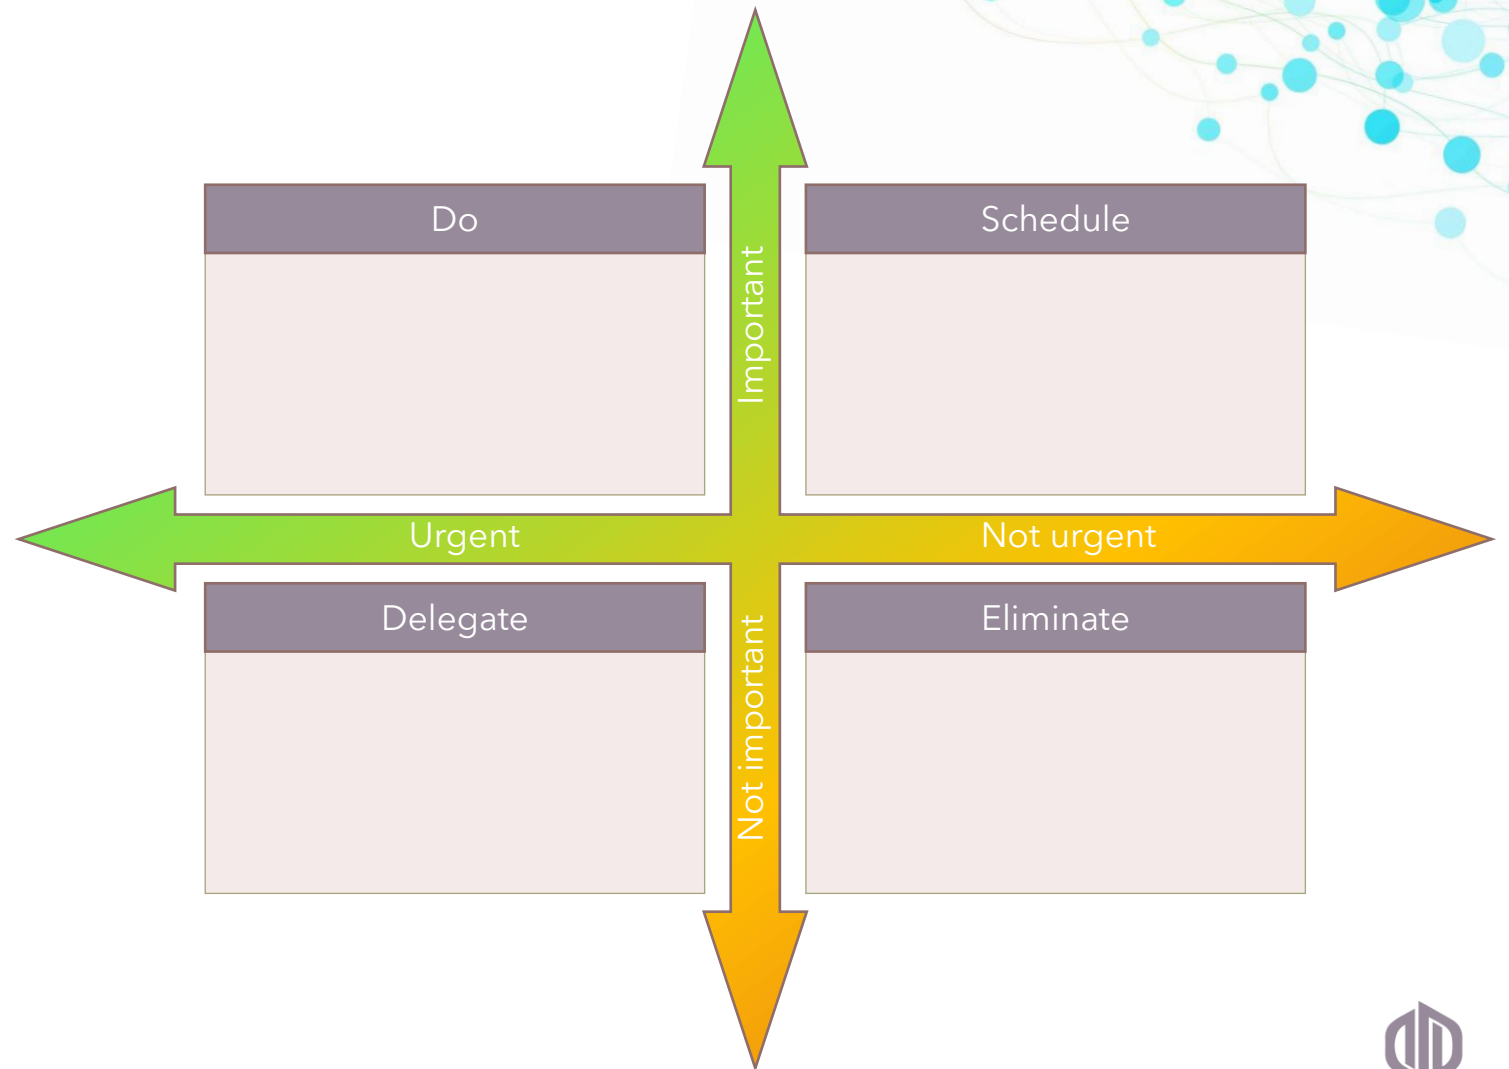 Do
Schedule
Important
Urgent
Not urgent
Delegate
Eliminate
Not important